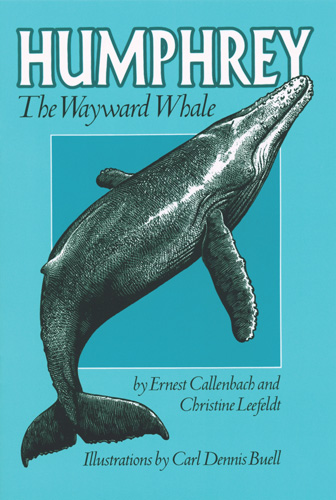 HUMPHREY
The Wayward Whale
by Ernest Callenbach and
Christine Leefeldt
Illustrations by Carl Dennis Buell